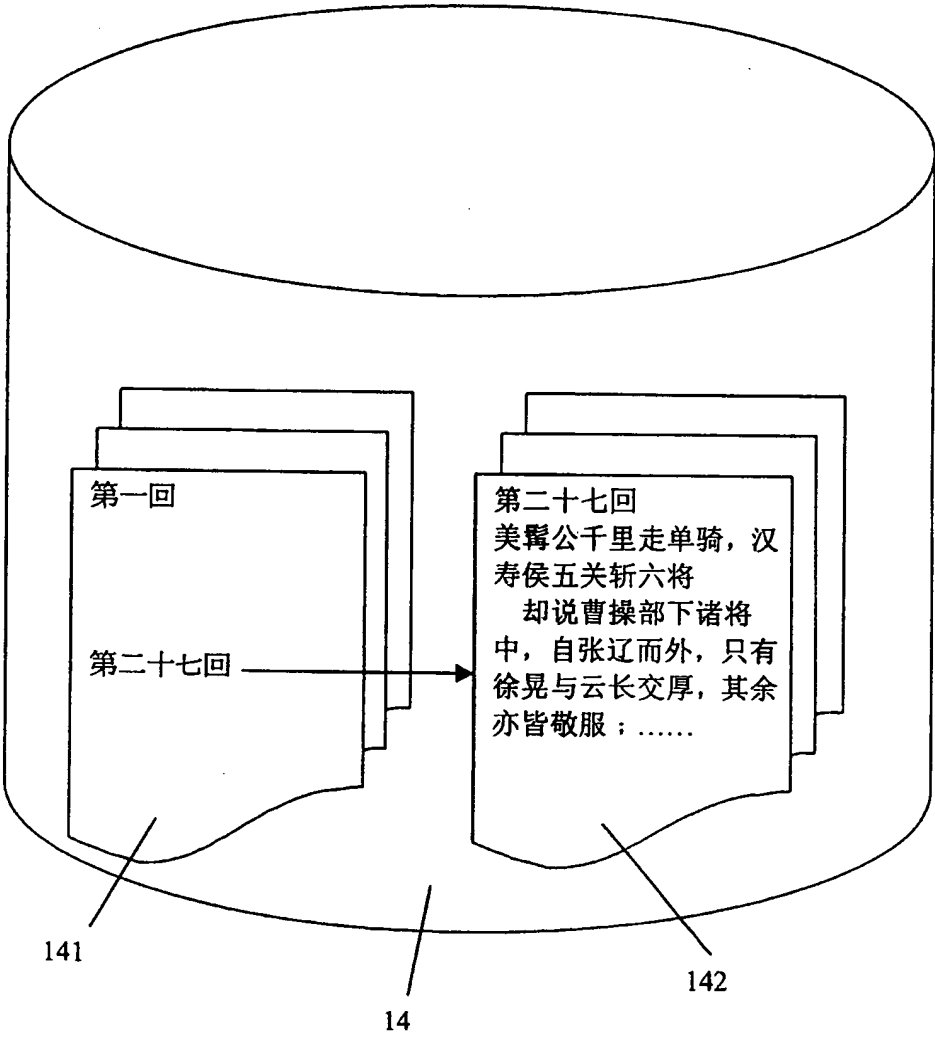 第一回
第二十七回
第二十七回
美髯公千里走单骑，汉
寿侯五关斩六将
却说曹操部下诸将
中，自张辽而外，只有
徐晃与云长交厚，其余
亦皆敬服；……
141
142
14